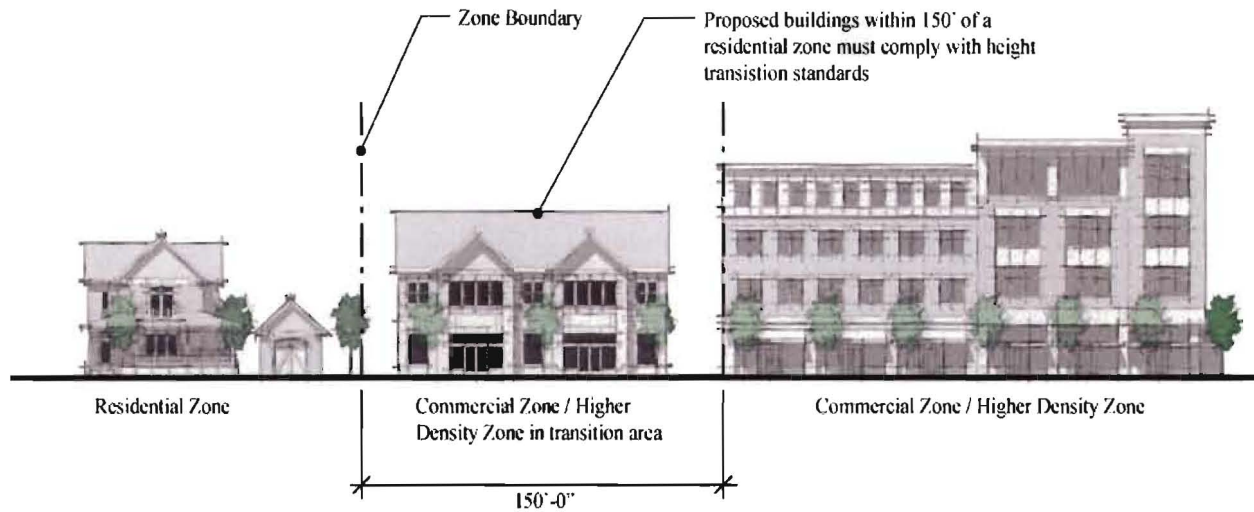 Zone Boundary
Proposed buildings within 150' of a
residential zone must comply with height
transistion standards
Residential Zone
Commercial Zone / Higher
Density Zone in transition area
Commercial Zone / Higher Density Zone
150'-0"